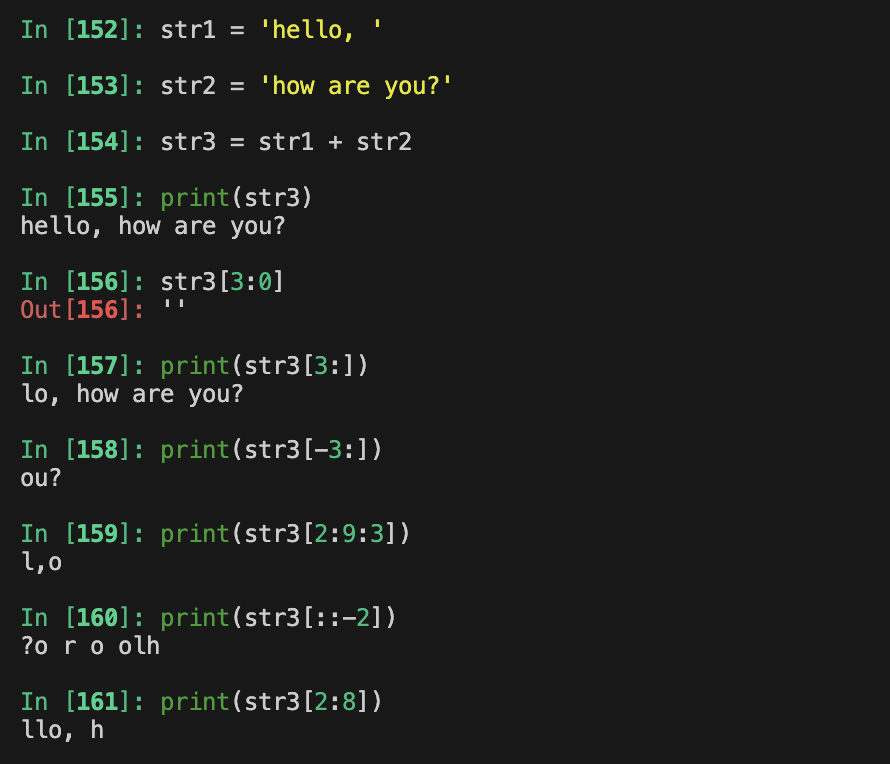 In [152]: str1 = 'hello, '
In [153]: str2 = 'how are you?'
In [154]: str3 = str1 + str2
In [155]: print(str3)
hello, how are you?
In [156]: str3[3:0]
Out[156]: ''
In [157]: print(str3[3:])
lo, how are you?
In [158]: print(str3[-3:])
ou?
In [159]: print(str3[2:9:3])
l,o
In [160]: print(str3[::-2])
?o r o olh
In [161]: print(str3[2:8])
llo, h